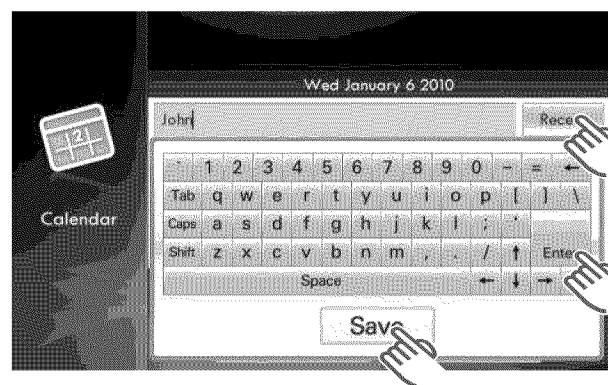 Wed January 6 2010
John
` 1 2 3 4 5 6 7 8 9 0 - = ←
Tab q w e r t y u i o p [ ] \
Calendar
Caps a s d f g h j k l ; '
Shift z x c v b n m , . / ↑ Enter
Space ← ↓ →
Save